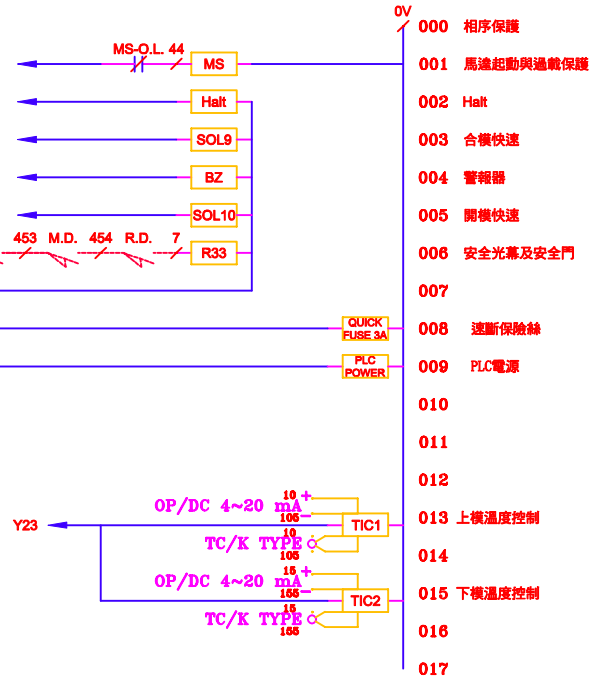 0V
000 相序保護
MS-O.L. 44 MS 001 馬達起動與過載保護
Halt 002 Halt
SOL9 003 合模快速
BZ 004 警報器
SOL10 005 開模快速
453 M.D. 454 R.D. 7 R33 006 安全光幕及安全門
007
QUICK FUSE 3A 008 速斷保險絲
PLC POWER 009 PLC電源
010
011
012
10 +
OP/DC 4~20 mA
105 −
Y23 TIC1 013 上模溫度控制
10
TC/K TYPE
105
014
15 +
OP/DC 4~20 mA
155 −
TIC2 015 下模溫度控制
15
TC/K TYPE
155
016
017